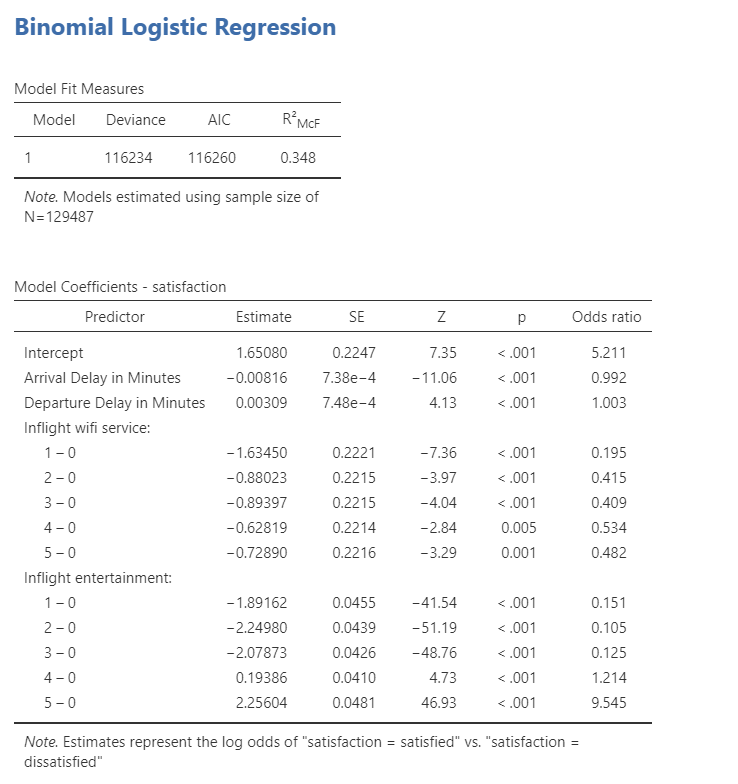 Binomial Logistic Regression
Model Fit Measures
Model Deviance AIC R²McF
1 116234 116260 0.348
Note. Models estimated using sample size of
N=129487
Model Coefficients - satisfaction
Predictor Estimate SE Z p Odds ratio
Intercept 1.65080 0.2247 7.35 < .001 5.211
Arrival Delay in Minutes −0.00816 7.38e−4 −11.06 < .001 0.992
Departure Delay in Minutes 0.00309 7.48e−4 4.13 < .001 1.003
Inflight wifi service:
1 – 0 −1.63450 0.2221 −7.36 < .001 0.195
2 – 0 −0.88023 0.2215 −3.97 < .001 0.415
3 – 0 −0.89397 0.2215 −4.04 < .001 0.409
4 – 0 −0.62819 0.2214 −2.84 0.005 0.534
5 – 0 −0.72890 0.2216 −3.29 0.001 0.482
Inflight entertainment:
1 – 0 −1.89162 0.0455 −41.54 < .001 0.151
2 – 0 −2.24980 0.0439 −51.19 < .001 0.105
3 – 0 −2.07873 0.0426 −48.76 < .001 0.125
4 – 0 0.19386 0.0410 4.73 < .001 1.214
5 – 0 2.25604 0.0481 46.93 < .001 9.545
Note. Estimates represent the log odds of "satisfaction = satisfied" vs. "satisfaction =
dissatisfied"